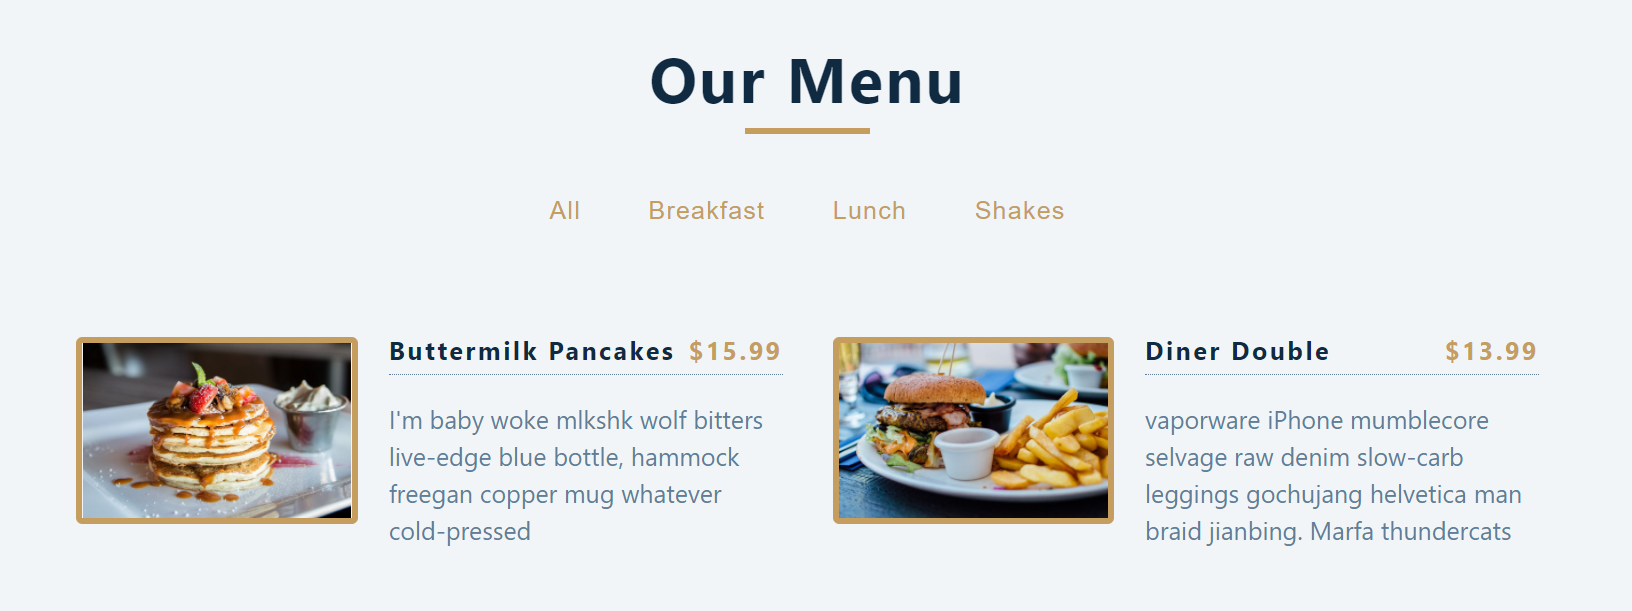 Our Menu
All Breakfast Lunch Shakes
Buttermilk Pancakes $15.99
I'm baby woke mlkshk wolf bitters
live-edge blue bottle, hammock
freegan copper mug whatever
cold-pressed
Diner Double $13.99
vaporware iPhone mumblecore
selvage raw denim slow-carb
leggings gochujang helvetica man
braid jianbing. Marfa thundercats